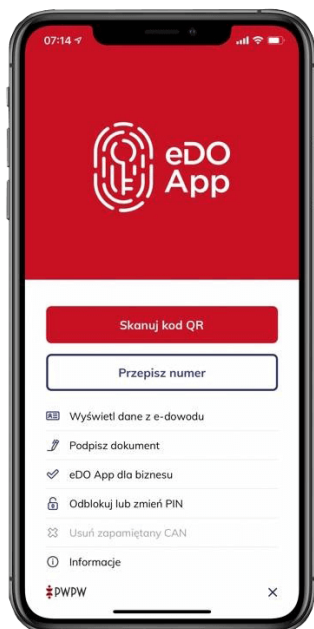 07:14
eDO
App
Skanuj kod QR
Przepisz numer
Wyświetl dane z e-dowodu
Podpisz dokument
eDO App dla biznesu
Odblokuj lub zmień PIN
Usuń zapamiętany CAN
Informacje
PWPW